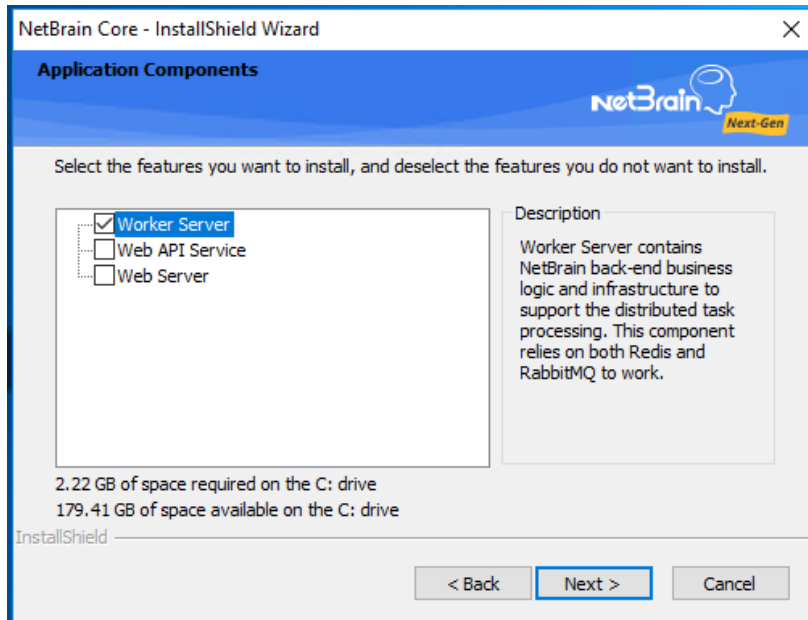 NetBrain Core - InstallShield Wizard
Application Components
NetBrain
Next-Gen
Select the features you want to install, and deselect the features you do not want to install.
Worker Server
Web API Service
Web Server
Description
Worker Server contains
NetBrain back-end business
logic and infrastructure to
support the distributed task
processing. This component
relies on both Redis and
RabbitMQ to work.
2.22 GB of space required on the C: drive
179.41 GB of space available on the C: drive
InstallShield
< Back
Next >
Cancel